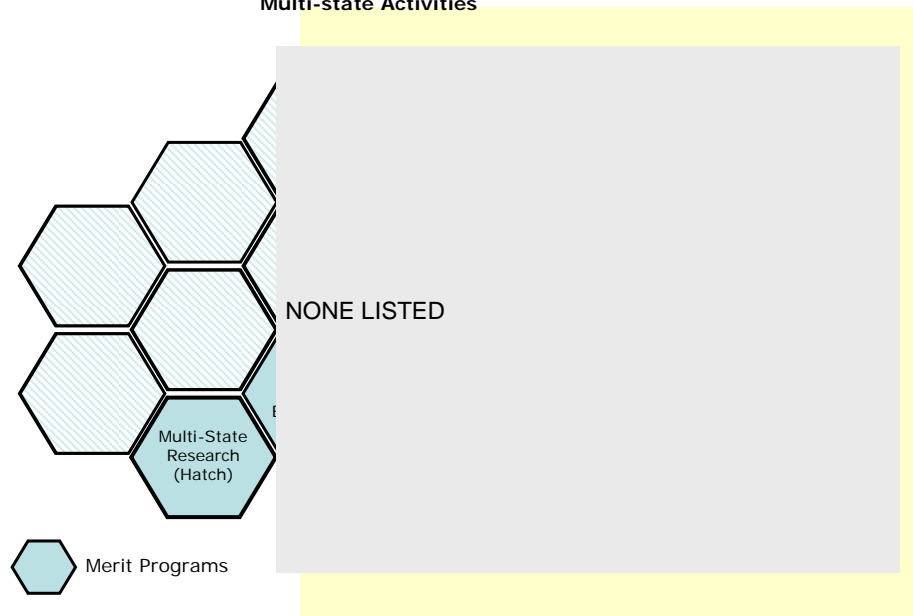 Multi-state Activities
NONE LISTED
Multi-State
Research
(Hatch)
Merit Programs